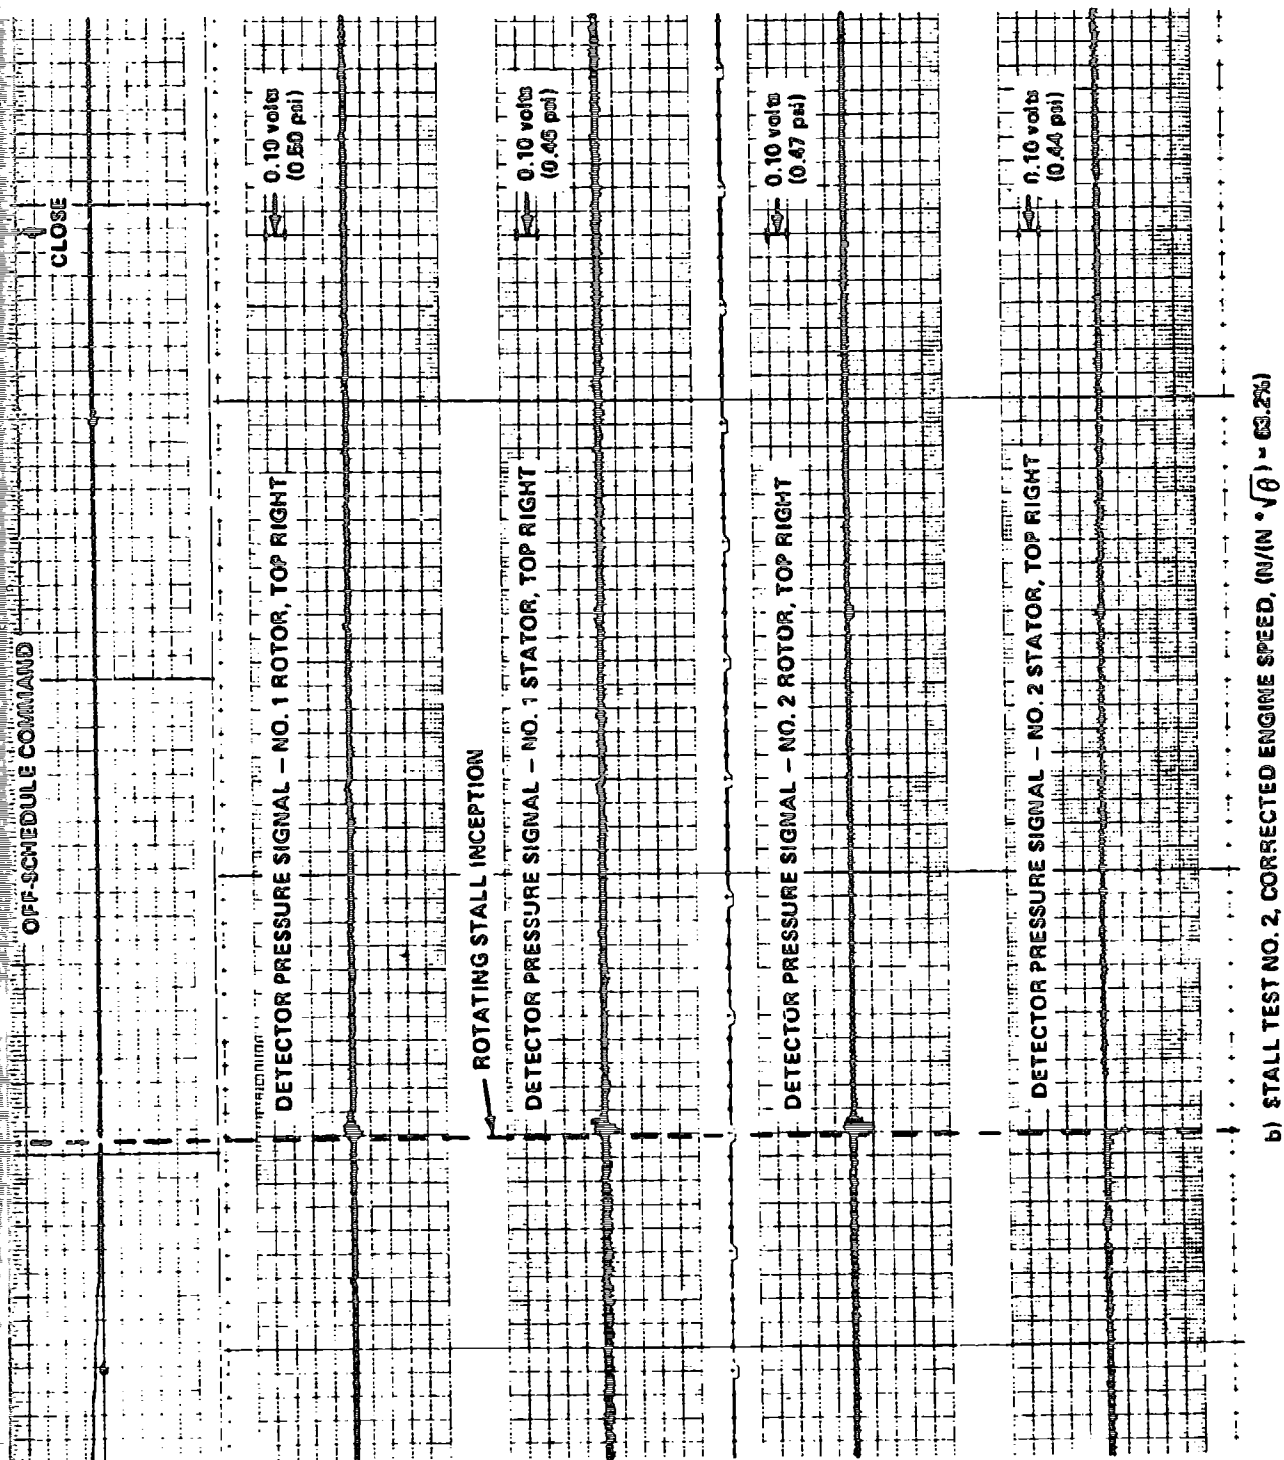 OFF-SCHEDULE COMMAND
CLOSE
DETECTOR PRESSURE SIGNAL – NO. 1 ROTOR, TOP RIGHT
0.10 volts
(0.50 psi)
ROTATING STALL INCEPTION
DETECTOR PRESSURE SIGNAL – NO. 1 STATOR, TOP RIGHT
0.10 volts
(0.45 psi)
DETECTOR PRESSURE SIGNAL – NO. 2 ROTOR, TOP RIGHT
0.10 volts
(0.47 psi)
DETECTOR PRESSURE SIGNAL – NO. 2 STATOR, TOP RIGHT
0.10 volts
(0.44 psi)
b) STALL TEST NO. 2, CORRECTED ENGINE SPEED, (N/(N * √θ) - 63.2%)